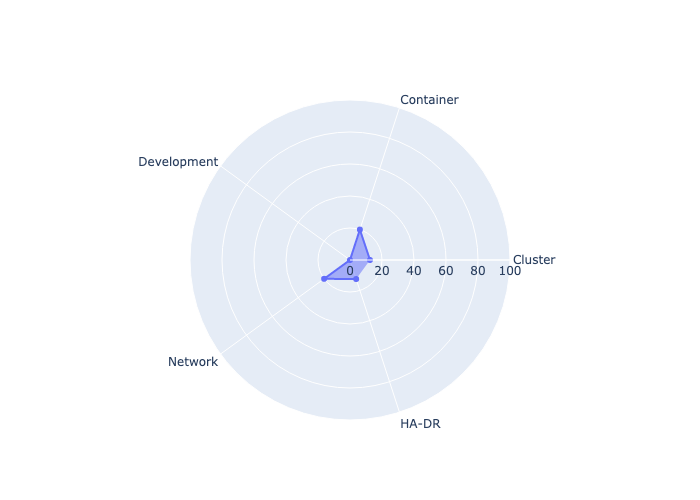 Container
Development
Cluster
0 20 40 60 80 100
Network
HA-DR